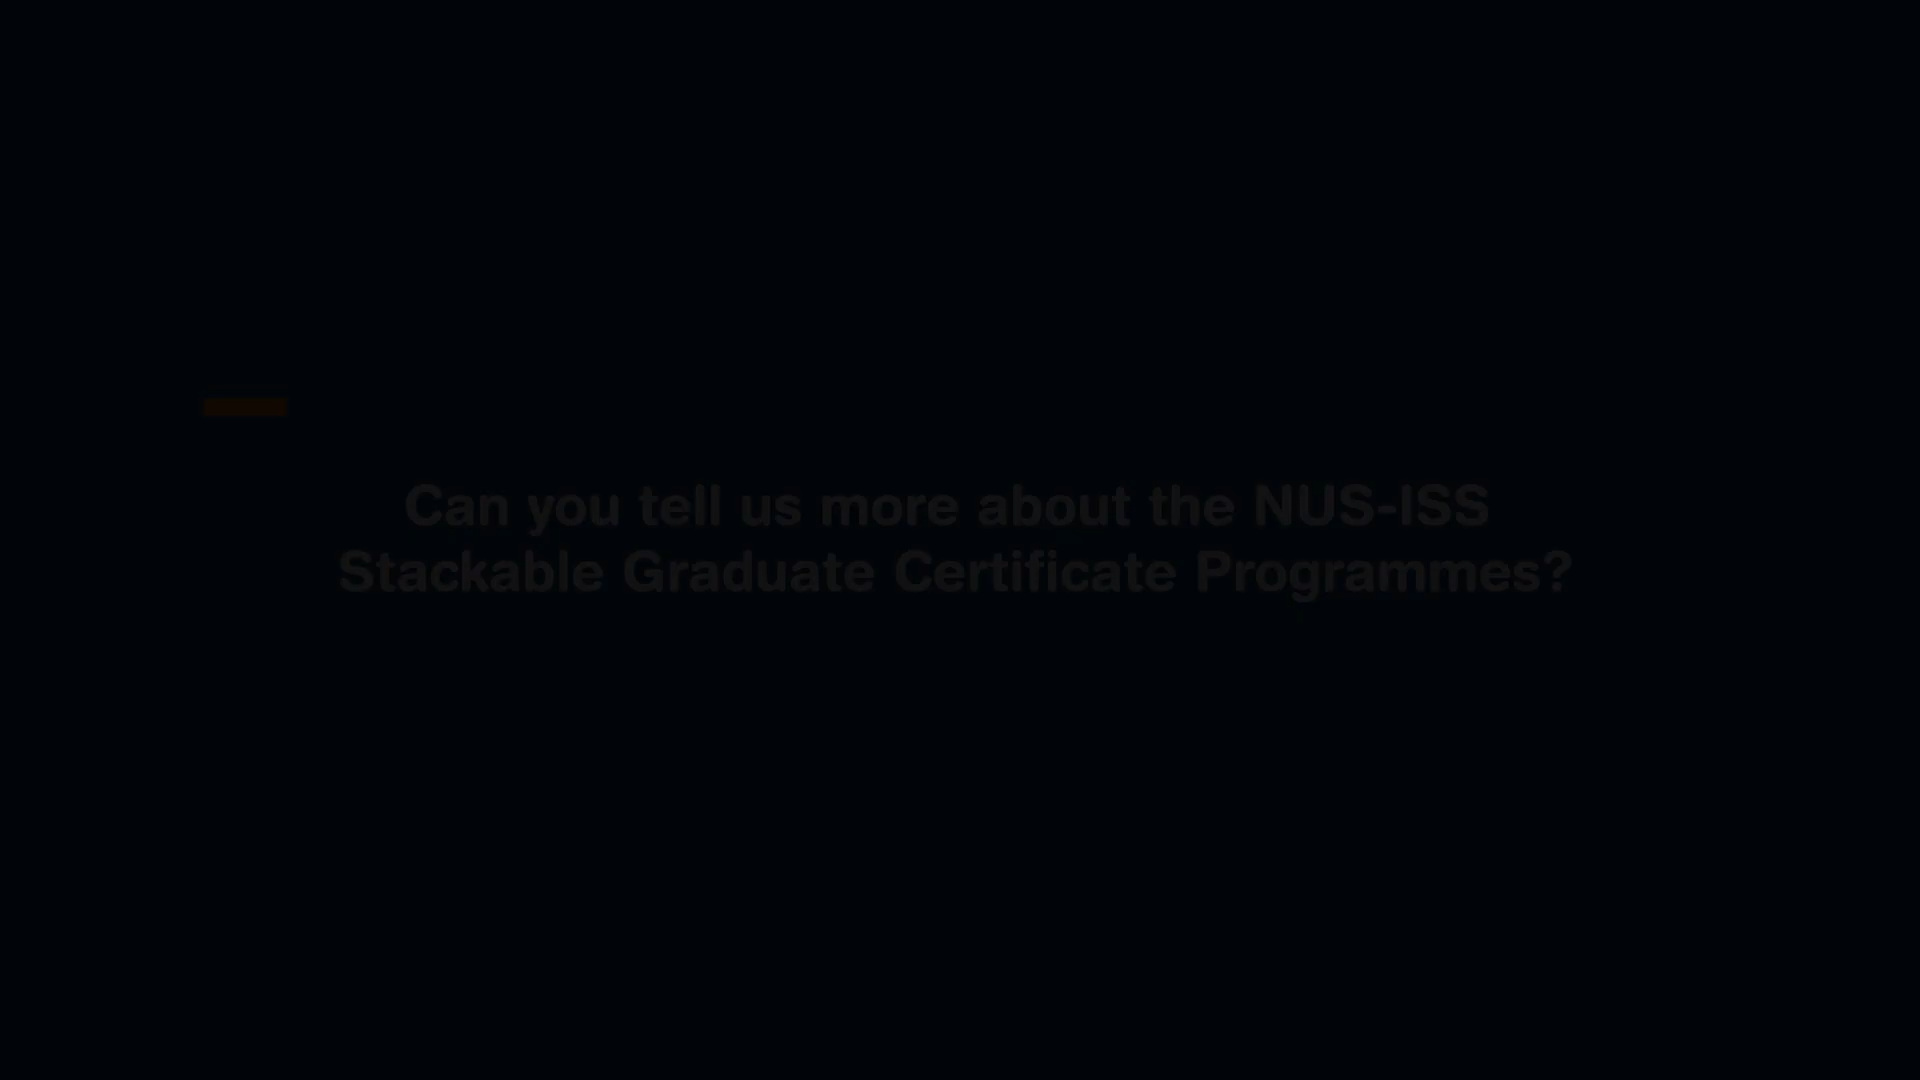 Can you tell us more about the NUS-ISS
Stackable Graduate Certificate Programmes?